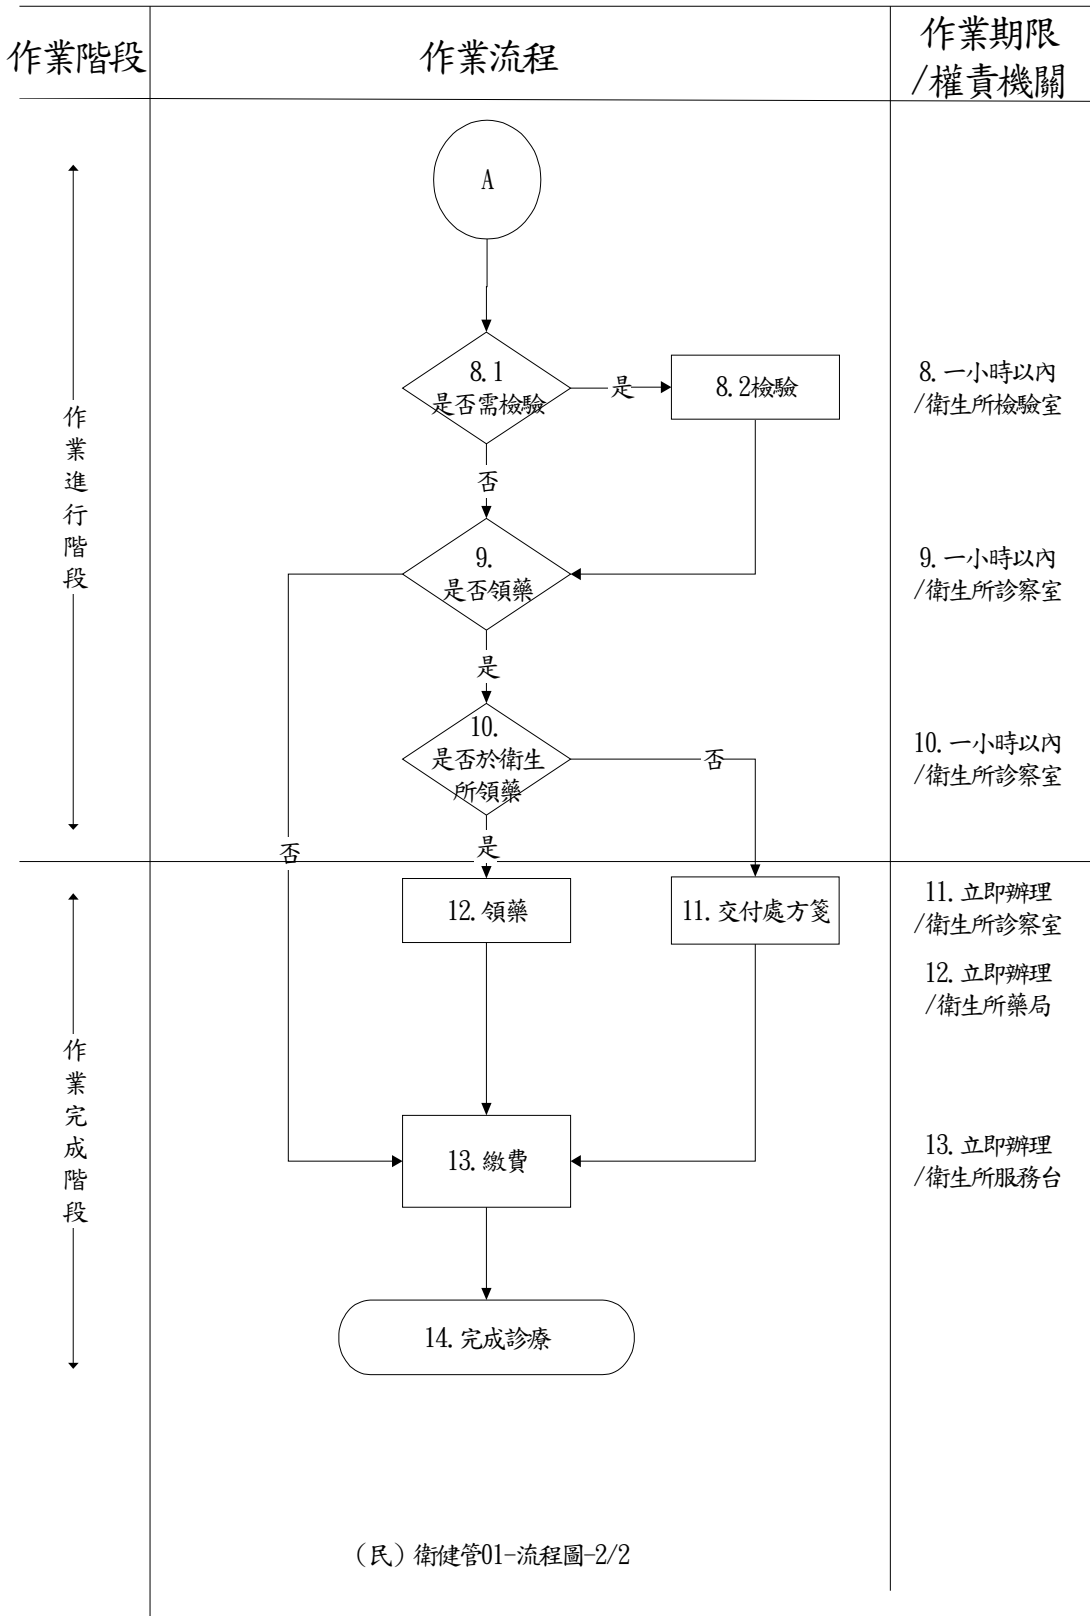 作業階段
作業流程
作業期限
/權責機關
A
8.1
是否需檢驗
是
8.2檢驗
8.一小時以內
/衛生所檢驗室
作業進行階段
否
9.
是否領藥
9.一小時以內
/衛生所診察室
是
10.
是否於衛生
所領藥
否
10.一小時以內
/衛生所診察室
否
是
12.領藥
11.交付處方箋
11.立即辦理
/衛生所診察室
12.立即辦理
/衛生所藥局
作業完成階段
13.繳費
13.立即辦理
/衛生所服務台
14.完成診療
(民)衛健管01-流程圖-2/2